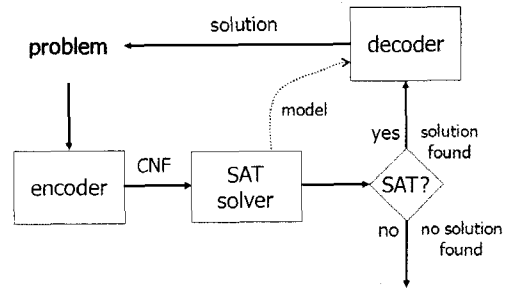 solution
problem
decoder
model
yes
solution
found
encoder
CNF
SAT
solver
SAT?
no
no solution
found